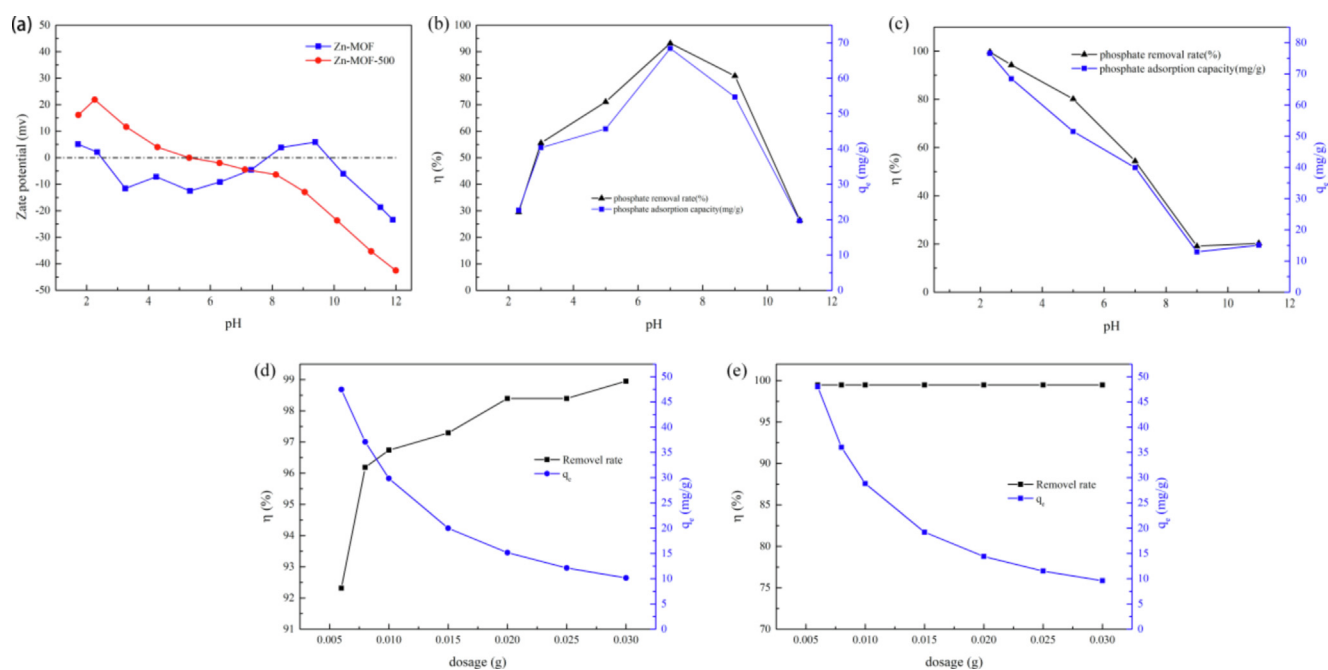 (a)
50
40
30
20
10
0
-10
-20
-30
-40
-50
Zate potential (mv)
Zn-MOF
Zn-MOF-500
2 4 6 8 10 12
pH
(b)
100
90
80
70
60
50
40
30
20
10
0
η (%)
phosphate removal rate(%)
phosphate adsorption capacity(mg/g)
70
60
50
40
30
20
10
0
qe (mg/g)
0 2 4 6 8 10 12
pH
(c)
100
80
60
40
20
0
η (%)
phosphate removal rate(%)
phosphate adsorption capacity(mg/g)
80
70
60
50
40
30
20
10
0
qe (mg/g)
0 2 4 6 8 10 12
pH
(d)
99
98
97
96
95
94
93
92
91
η (%)
Removel rate
qe
50
45
40
35
30
25
20
15
10
5
0
qe (mg/g)
0.005 0.010 0.015 0.020 0.025 0.030
dosage (g)
(e)
100
95
90
85
80
75
70
η (%)
Removel rate
qe
50
45
40
35
30
25
20
15
10
5
0
qe (mg/g)
0.005 0.010 0.015 0.020 0.025 0.030
dosage (g)